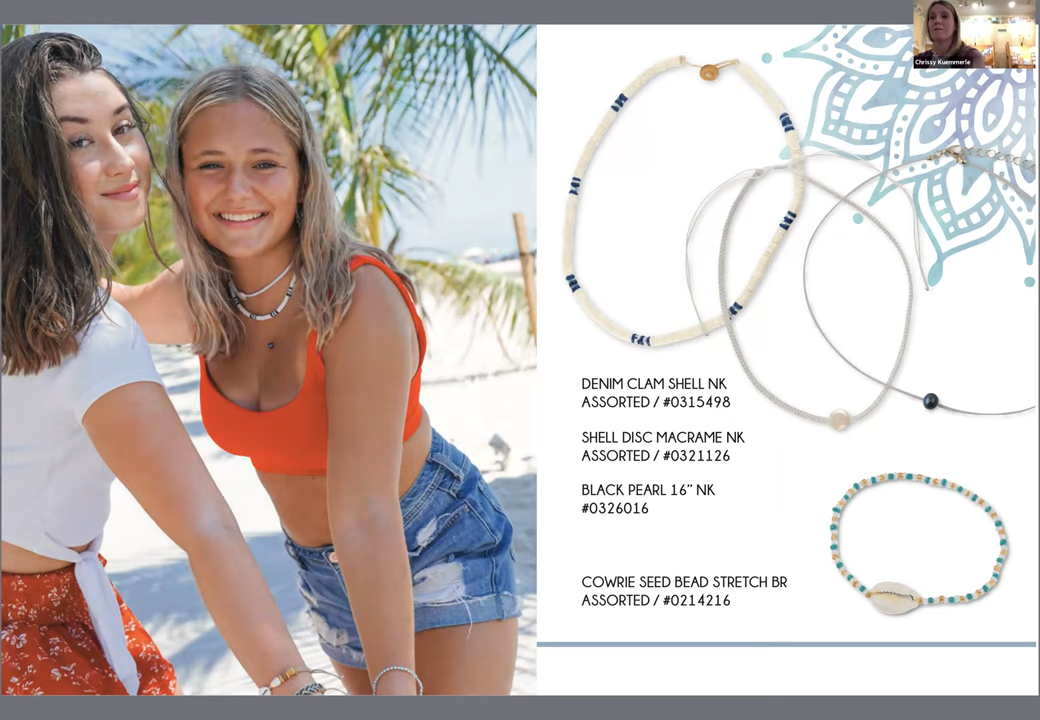 Chrissy Kuemmerle
DENIM CLAM SHELL NK
ASSORTED / #0315498
SHELL DISC MACRAME NK
ASSORTED / #0321126
BLACK PEARL 16" NK
#0326016
COWRIE SEED BEAD STRETCH BR
ASSORTED / #0214216